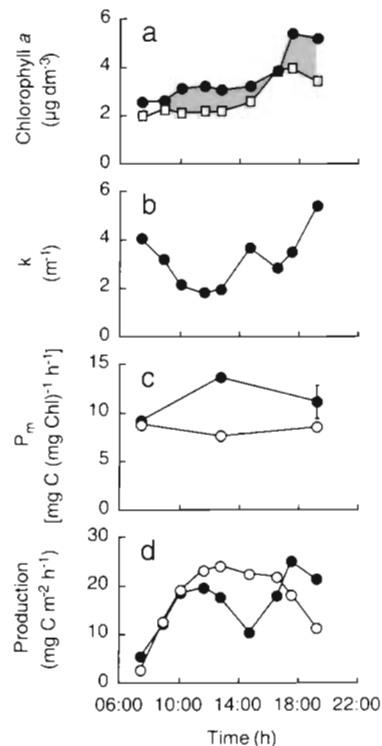 a
Chlorophyll a
(µg dm-3)
6
4
2
0
b
k
(m-1)
6
4
2
0
c
Pm
[mg C (mg Chl)-1 h-1]
15
10
5
0
d
Production
(mg C m-2 h-1)
30
20
10
0
06:00 10:00 14:00 18:00 22:00
Time (h)